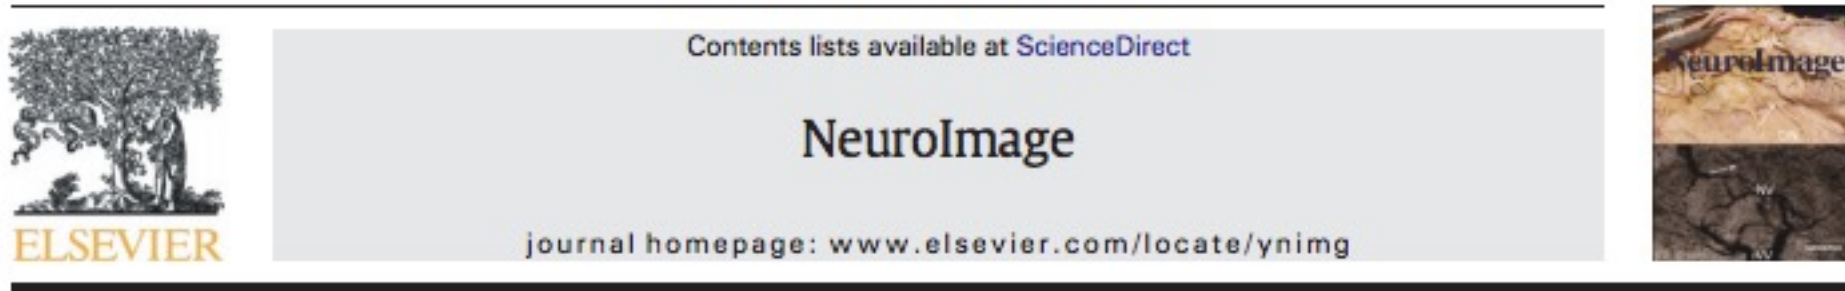 Contents lists available at ScienceDirect
NeuroImage
journal homepage: www.elsevier.com/locate/ynimg
ELSEVIER
NeuroImage